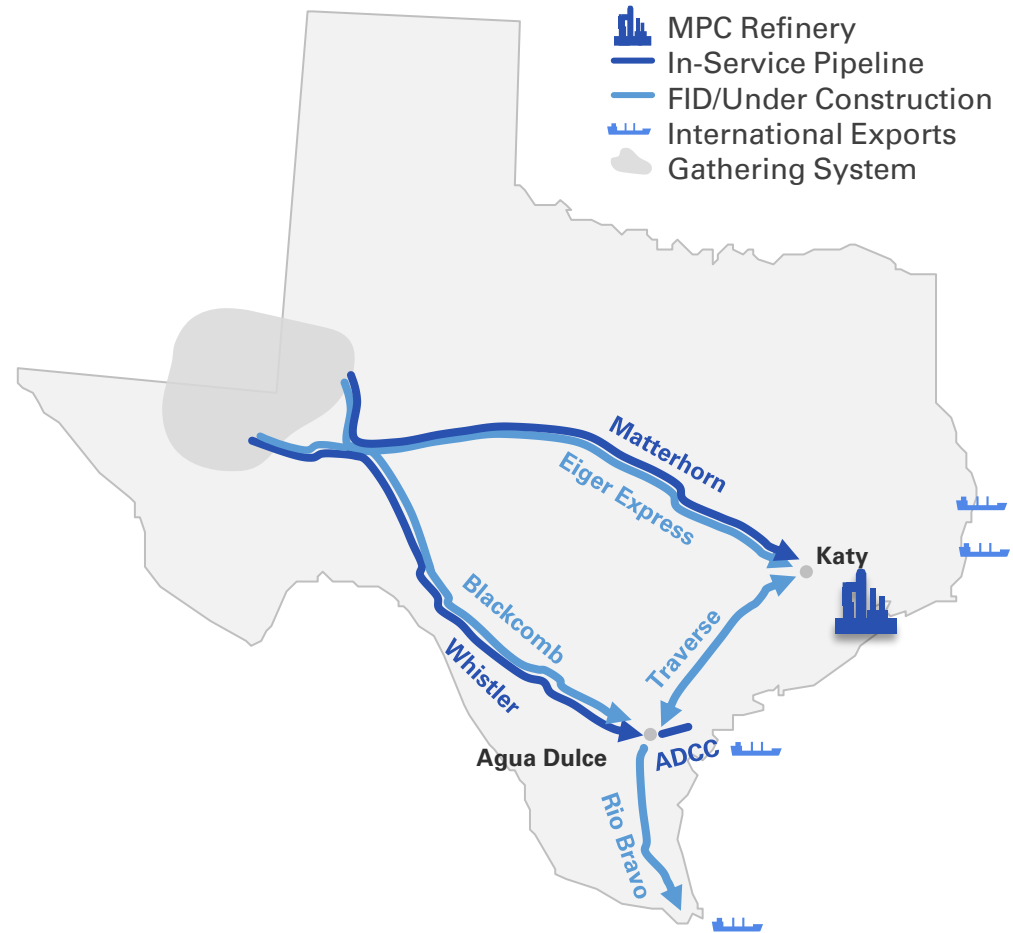 MPC Refinery
In-Service Pipeline
FID/Under Construction
International Exports
Gathering System
Matterhorn
Eiger Express
Katy
Blackcomb
Traverse
Whistler
Agua Dulce
ADCC
Rio Bravo